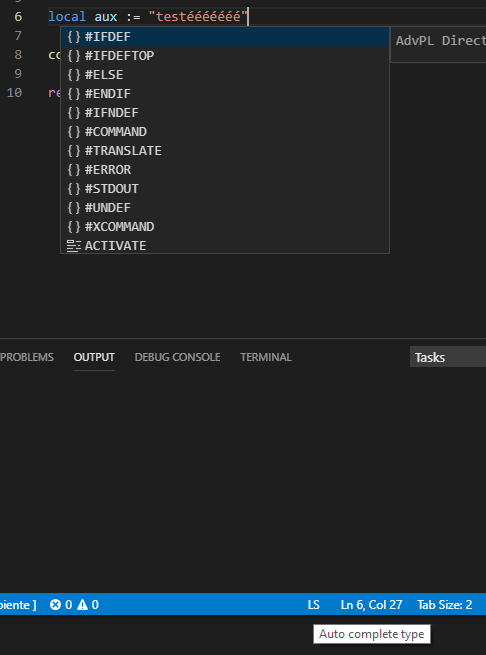 6 local aux := "testééééééé"
7 {} #IFDEF AdvPL Direct
{} #IFDEFTOP
8 {} #ELSE
9 {} #ENDIF
10 re {} #IFNDEF
{} #COMMAND
{} #TRANSLATE
{} #ERROR
{} #STDOUT
{} #UNDEF
{} #XCOMMAND
ACTIVATE
PROBLEMS OUTPUT DEBUG CONSOLE TERMINAL Tasks
biente ] 0 0 LS Ln 6, Col 27 Tab Size: 2
Auto complete type